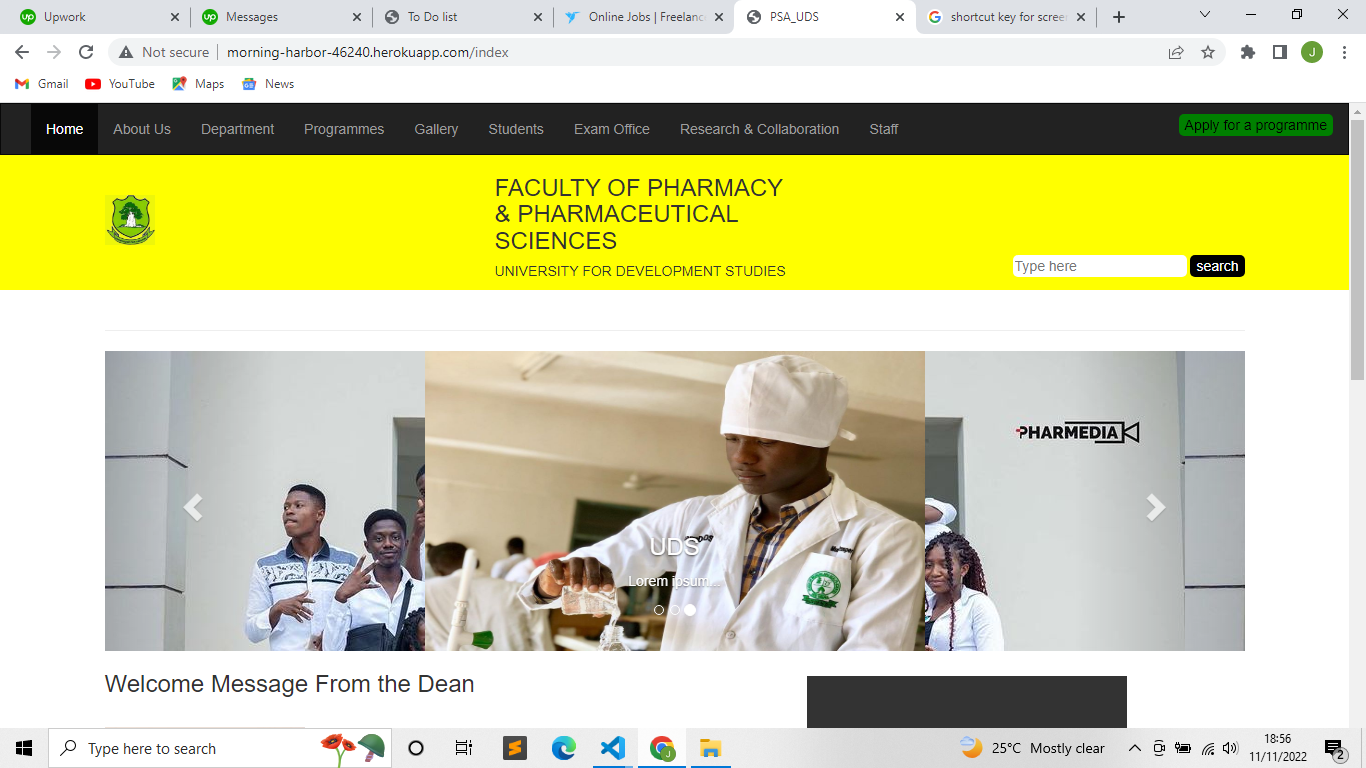 Upwork
Messages
To Do list
Online Jobs | Freelance
PSA_UDS
shortcut key for screen
Not secure
morning-harbor-46240.herokuapp.com/index
J
Gmail
YouTube
Maps
News
Home
About Us
Department
Programmes
Gallery
Students
Exam Office
Research & Collaboration
Staff
Apply for a programme
FACULTY OF PHARMACY
& PHARMACEUTICAL
SCIENCES
UNIVERSITY FOR DEVELOPMENT STUDIES
Type here
search
PHARMEDIA
UDS
Lorem ipsum...
Welcome Message From the Dean
Type here to search
25°C Mostly clear
18:56
11/11/2022
2